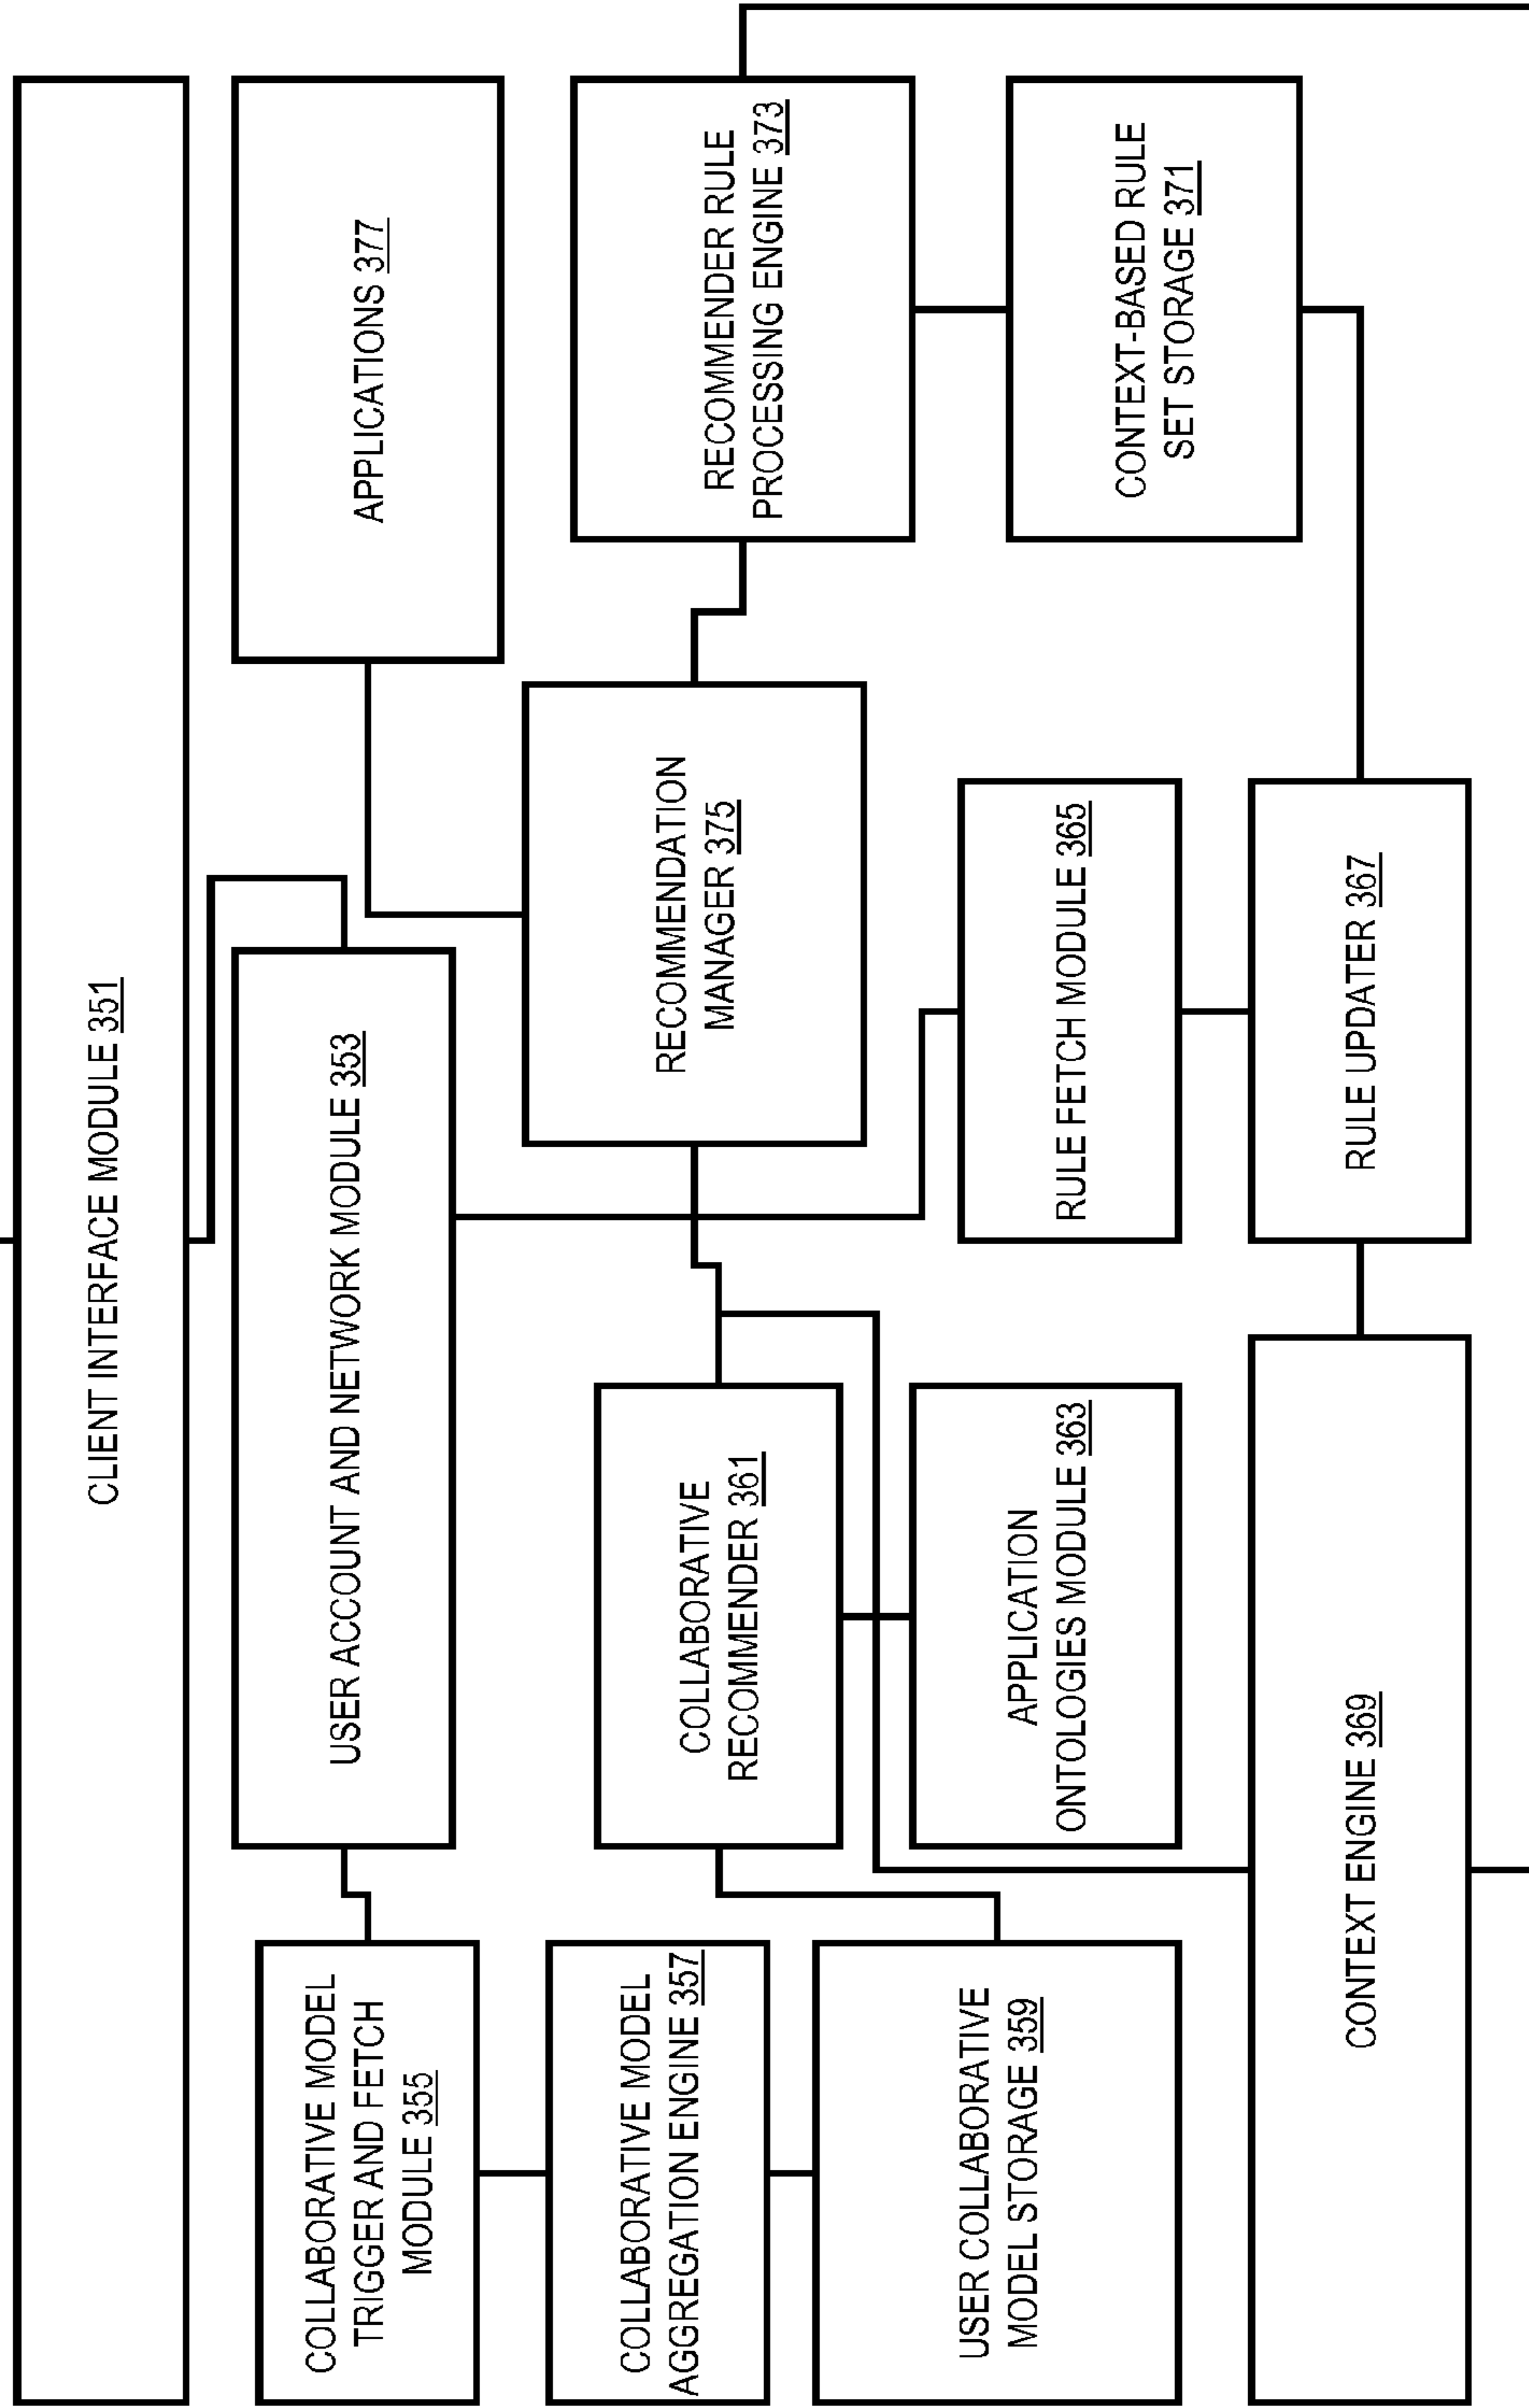 CLIENT INTERFACE MODULE 351
COLLABORATIVE MODEL
TRIGGER AND FETCH
MODULE 355
USER ACCOUNT AND NETWORK MODULE 353
APPLICATIONS 377
COLLABORATIVE MODEL
AGGREGATION ENGINE 357
COLLABORATIVE
RECOMMENDER 361
RECOMMENDATION
MANAGER 375
RECOMMENDER RULE
PROCESSING ENGINE 373
USER COLLABORATIVE
MODEL STORAGE 359
APPLICATION
ONTOLOGIES MODULE 363
RULE FETCH MODULE 365
CONTEXT-BASED RULE
SET STORAGE 371
CONTEXT ENGINE 369
RULE UPDATER 367